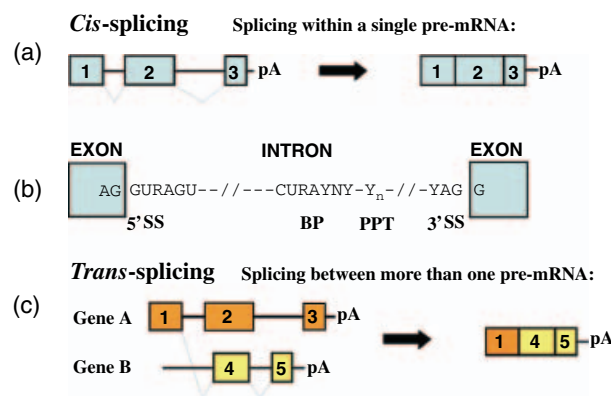 Cis-splicing Splicing within a single pre-mRNA:
(a) 1 2 3 pA 1 2 3 pA
EXON INTRON EXON
(b) AG GURAGU--//---CURAYNY-Yn-//-YAG G
5'SS BP PPT 3'SS
Trans-splicing Splicing between more than one pre-mRNA:
(c)
Gene A 1 2 3 pA
1 4 5 pA
Gene B 4 5 pA